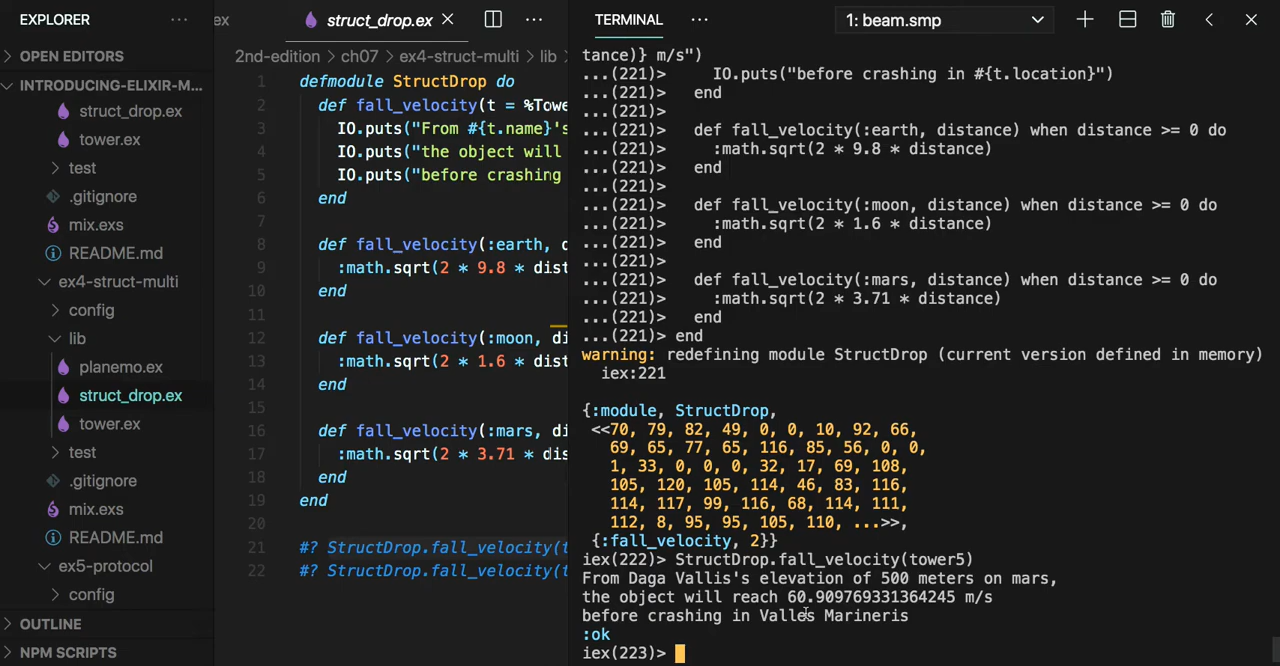 EXPLORER
OPEN EDITORS
INTRODUCING-ELIXIR-M...
struct_drop.ex
tower.ex
test
.gitignore
mix.exs
README.md
ex4-struct-multi
config
lib
planemo.ex
struct_drop.ex
tower.ex
test
.gitignore
mix.exs
README.md
ex5-protocol
config
OUTLINE
NPM SCRIPTS
ex
struct_drop.ex
2nd-edition > ch07 > ex4-struct-multi > lib >
1 defmodule StructDrop do
2 def fall_velocity(t = %Towe
3 IO.puts("From #{t.name}'s
4 IO.puts("the object will
5 IO.puts("before crashing
6 end
7
8 def fall_velocity(:earth, d
9 :math.sqrt(2 * 9.8 * dist
10 end
11
12 def fall_velocity(:moon, di
13 :math.sqrt(2 * 1.6 * dist
14 end
15
16 def fall_velocity(:mars, di
17 :math.sqrt(2 * 3.71 * dis
18 end
19 end
20
21 #? StructDrop.fall_velocity(t
22 #? StructDrop.fall_velocity(t
TERMINAL
1: beam.smp
tance)} m/s")
...(221)> IO.puts("before crashing in #{t.location}")
...(221)> end
...(221)>
...(221)> def fall_velocity(:earth, distance) when distance >= 0 do
...(221)> :math.sqrt(2 * 9.8 * distance)
...(221)> end
...(221)>
...(221)> def fall_velocity(:moon, distance) when distance >= 0 do
...(221)> :math.sqrt(2 * 1.6 * distance)
...(221)> end
...(221)>
...(221)> def fall_velocity(:mars, distance) when distance >= 0 do
...(221)> :math.sqrt(2 * 3.71 * distance)
...(221)> end
...(221)> end
warning: redefining module StructDrop (current version defined in memory)
iex:221
{:module, StructDrop,
<<70, 79, 82, 49, 0, 0, 10, 92, 66,
69, 65, 77, 65, 116, 85, 56, 0, 0,
1, 33, 0, 0, 0, 32, 17, 69, 108,
105, 120, 105, 114, 46, 83, 116,
114, 117, 99, 116, 68, 114, 111,
112, 8, 95, 95, 105, 110, ...>>,
{:fall_velocity, 2}}
iex(222)> StructDrop.fall_velocity(tower5)
From Daga Vallis's elevation of 500 meters on mars,
the object will reach 60.909769331364245 m/s
before crashing in Valles Marineris
:ok
iex(223)>